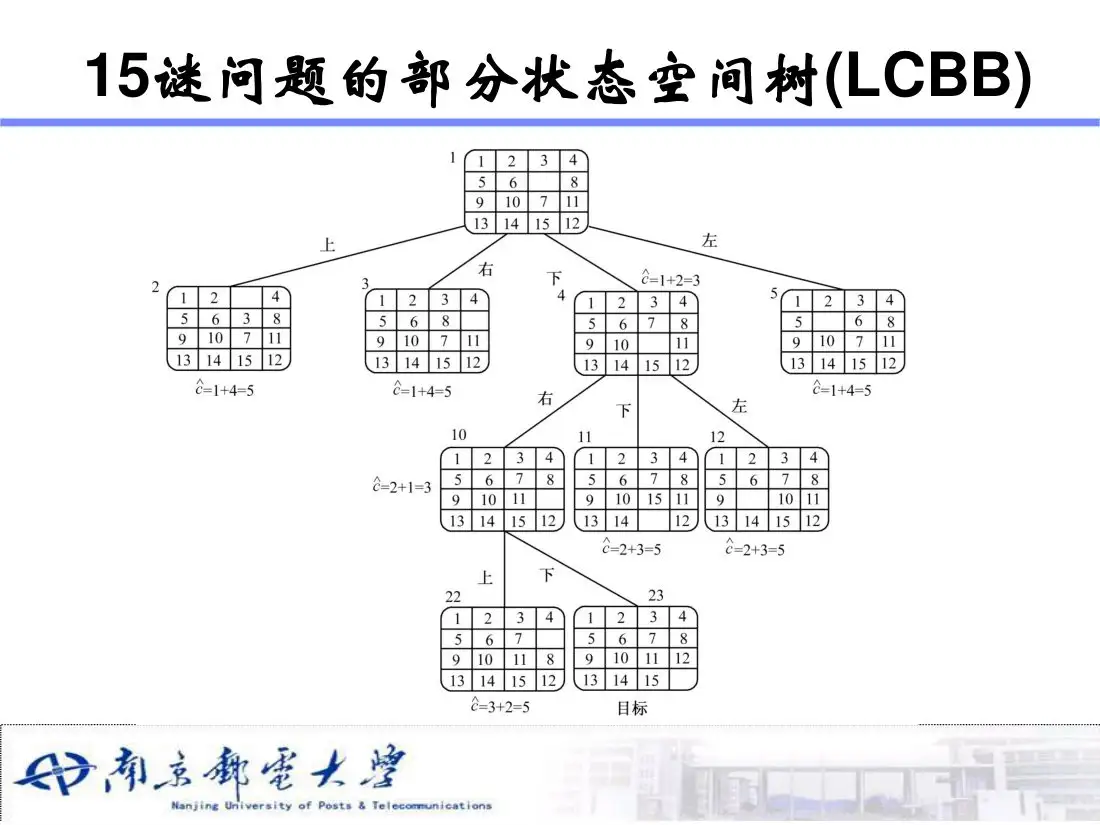 15谜问题的部分状态空间树(LCBB)
1
1 2 3 4
5 6 8
9 10 7 11
13 14 15 12
上
右
下
左
2
1 2 4
5 6 3 8
9 10 7 11
13 14 15 12
ĉ=1+4=5
3
1 2 3 4
5 6 8
9 10 7 11
13 14 15 12
ĉ=1+4=5
ĉ=1+2=3
4
1 2 3 4
5 6 7 8
9 10 11
13 14 15 12
5
1 2 3 4
5 6 8
9 10 7 11
13 14 15 12
ĉ=1+4=5
右
下
左
10
1 2 3 4
5 6 7 8
9 10 11
13 14 15 12
ĉ=2+1=3
11
1 2 3 4
5 6 7 8
9 10 15 11
13 14 12
ĉ=2+3=5
12
1 2 3 4
5 6 7 8
9 10 11
13 14 15 12
ĉ=2+3=5
上
下
22
1 2 3 4
5 6 7
9 10 11 8
13 14 15 12
ĉ=3+2=5
23
1 2 3 4
5 6 7 8
9 10 11 12
13 14 15
目标
南京郵電大學
Nanjing University of Posts & Telecommunications